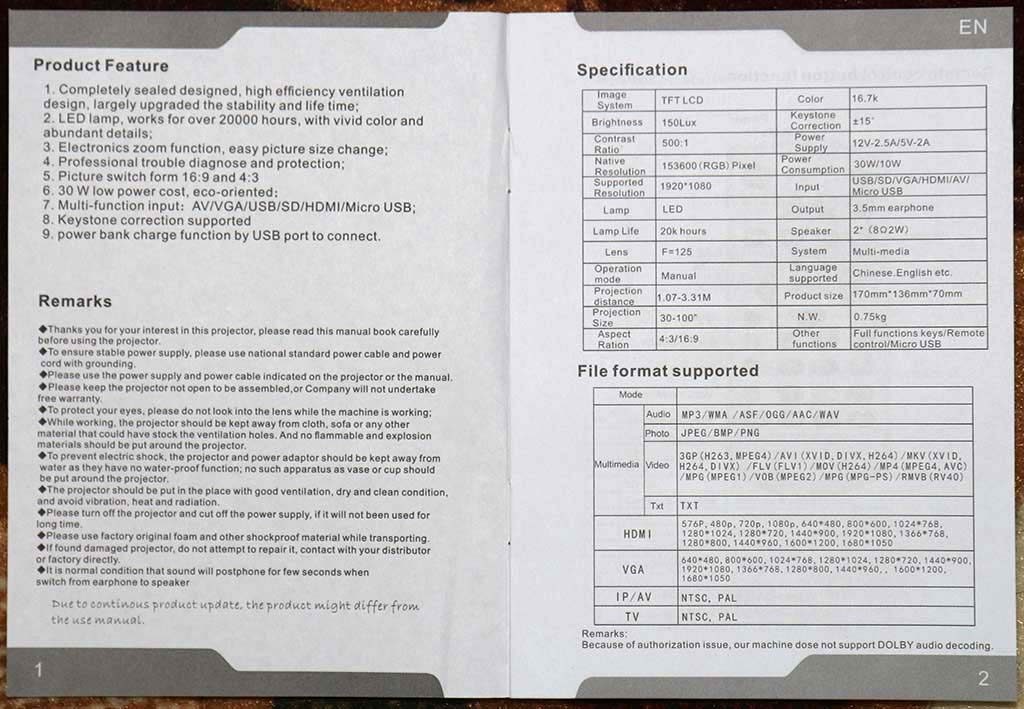 Product Feature
1. Completely sealed designed, high efficiency ventilation
design, largely upgraded the stability and life time;
2. LED lamp, works for over 20000 hours, with vivid color and
abundant details;
3. Electronics zoom function, easy picture size change;
4. Professional trouble diagnose and protection;
5. Picture switch form 16:9 and 4:3
6. 30 W low power cost, eco-oriented;
7. Multi-function input: AV/VGA/USB/SD/HDMI/Micro USB;
8. Keystone correction supported
9. power bank charge function by USB port to connect.
Remarks
◆Thanks you for your interest in this projector, please read this manual book carefully
before using the projector.
◆To ensure stable power supply, please use national standard power cable and power
cord with grounding.
◆Please use the power supply and power cable indicated on the projector or the manual.
◆Please keep the projector not open to be assembled,or Company will not undertake
free warranty.
◆To protect your eyes, please do not look into the lens while the machine is working;
◆While working, the projector should be kept away from cloth, sofa or any other
material that could have stock the ventilation holes. And no flammable and explosion
materials should be put around the projector.
◆To prevent electric shock, the projector and power adaptor should be kept away from
water as they have no water-proof function; no such apparatus as vase or cup should
be put around the projector.
◆The projector should be put in the place with good ventilation, dry and clean condition,
and avoid vibration, heat and radiation.
◆Please turn off the projector and cut off the power supply, if it will not been used for
long time.
◆Please use factory original foam and other shockproof material while transporting.
◆If found damaged projector, do not attempt to repair it, contact with your distributor
or factory directly.
◆It is normal condition that sound will postphone for few seconds when
switch from earphone to speaker
Due to continous product update, the product might differ from
the use manual.
1
EN
Specification
Image System TFT LCD Color 16.7k
Brightness 150Lux Keystone Correction ±15°
Contrast Ratio 500:1 Power Supply 12V-2.5A/5V-2A
Native Resolution 153600 (RGB) Pixel Power Consumption 30W/10W
Supported Resolution 1920*1080 Input USB/SD/VGA/HDMI/AV/ Micro USB
Lamp LED Output 3.5mm earphone
Lamp Life 20k hours Speaker 2* (8Ω2W)
Lens F=125 System Multi-media
Operation mode Manual Language supported Chinese.English etc.
Projection distance 1.07-3.31M Product size 170mm*136mm*70mm
Projection Size 30-100" N.W. 0.75kg
Aspect Ration 4:3/16:9 Other functions Full functions keys/Remote control/Micro USB
File format supported
Mode
Multimedia
Audio MP3/WMA /ASF/OGG/AAC/WAV
Photo JPEG/BMP/PNG
Video 3GP(H263,MPEG4)/AVI(XVID,DIVX,H264)/MKV(XVID,
H264,DIVX) /FLV(FLV1)/MOV(H264)/MP4(MPEG4,AVC)
/MPG(MPEG1)/VOB(MPEG2)/MPG(MPG-PS)/RMVB(RV40)
Txt TXT
HDMI 576P, 480p, 720p, 1080p, 640*480, 800*600, 1024*768,
1280*1024, 1280*720, 1440*900, 1920*1080, 1366*768,
1280*800, 1440*960, 1600*1200, 1680*1050
VGA 640*480, 800*600, 1024*768, 1280*1024, 1280*720, 1440*900,
1920*1080, 1366*768, 1280*800, 1440*960,, 1600*1200,
1680*1050
IP/AV NTSC, PAL
TV NTSC, PAL
Remarks:
Because of authorization issue, our machine dose not support DOLBY audio decoding.
2